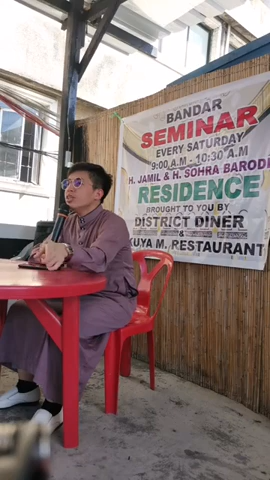 BANDAR
SEMINAR
EVERY SATURDAY
9:00 A.M - 10:30 A.M
H. JAMIL & H. SOHRA BARODI
RESIDENCE
BROUGHT TO YOU BY
DISTRICT DINER
&
KUYA M. RESTAURANT